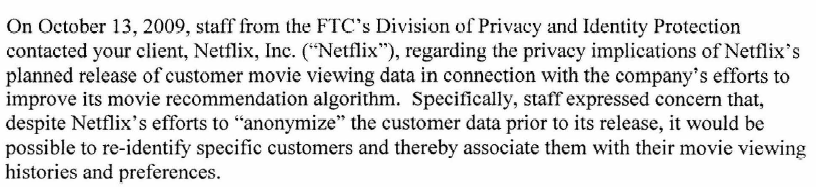 On October 13, 2009, staff from the FTC's Division of Privacy and Identity Protection
contacted your client, Netflix, Inc. ("Netflix"), regarding the privacy implications of Netflix's
planned release of customer movie viewing data in connection with the company's efforts to
improve its movie recommendation algorithm. Specifically, staff expressed concern that,
despite Netflix's efforts to "anonymize" the customer data prior to its release, it would be
possible to re-identify specific customers and thereby associate them with their movie viewing
histories and preferences.